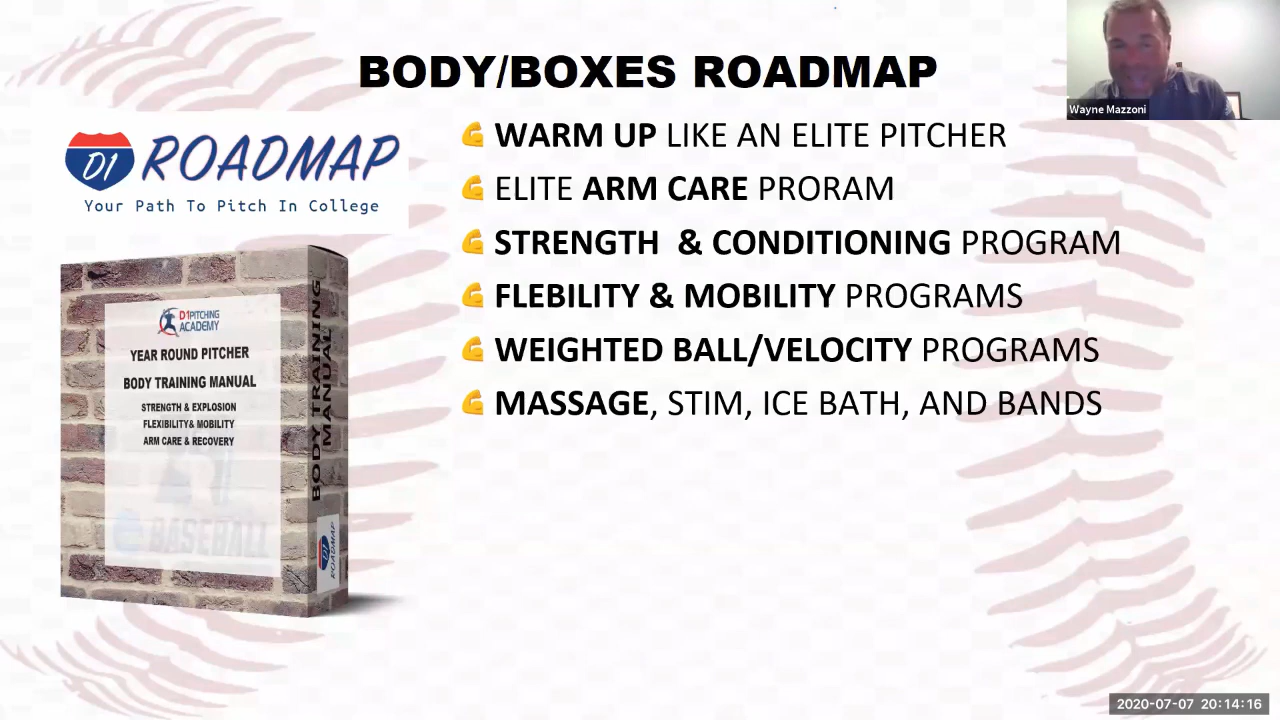 BODY/BOXES ROADMAP
Wayne Mazzoni
D1 ROADMAP
Your Path To Pitch In College
WARM UP LIKE AN ELITE PITCHER
ELITE ARM CARE PRORAM
STRENGTH & CONDITIONING PROGRAM
FLEBILITY & MOBILITY PROGRAMS
WEIGHTED BALL/VELOCITY PROGRAMS
MASSAGE, STIM, ICE BATH, AND BANDS
D1PITCHING
ACADEMY
YEAR ROUND PITCHER
BODY TRAINING MANUAL
STRENGTH & EXPLOSION
FLEXIBILITY& MOBILITY
ARM CARE & RECOVERY
BASEBALL
BODY TRAINING
MANUAL
D1 ROADMAP
2020-07-07 20:14:16